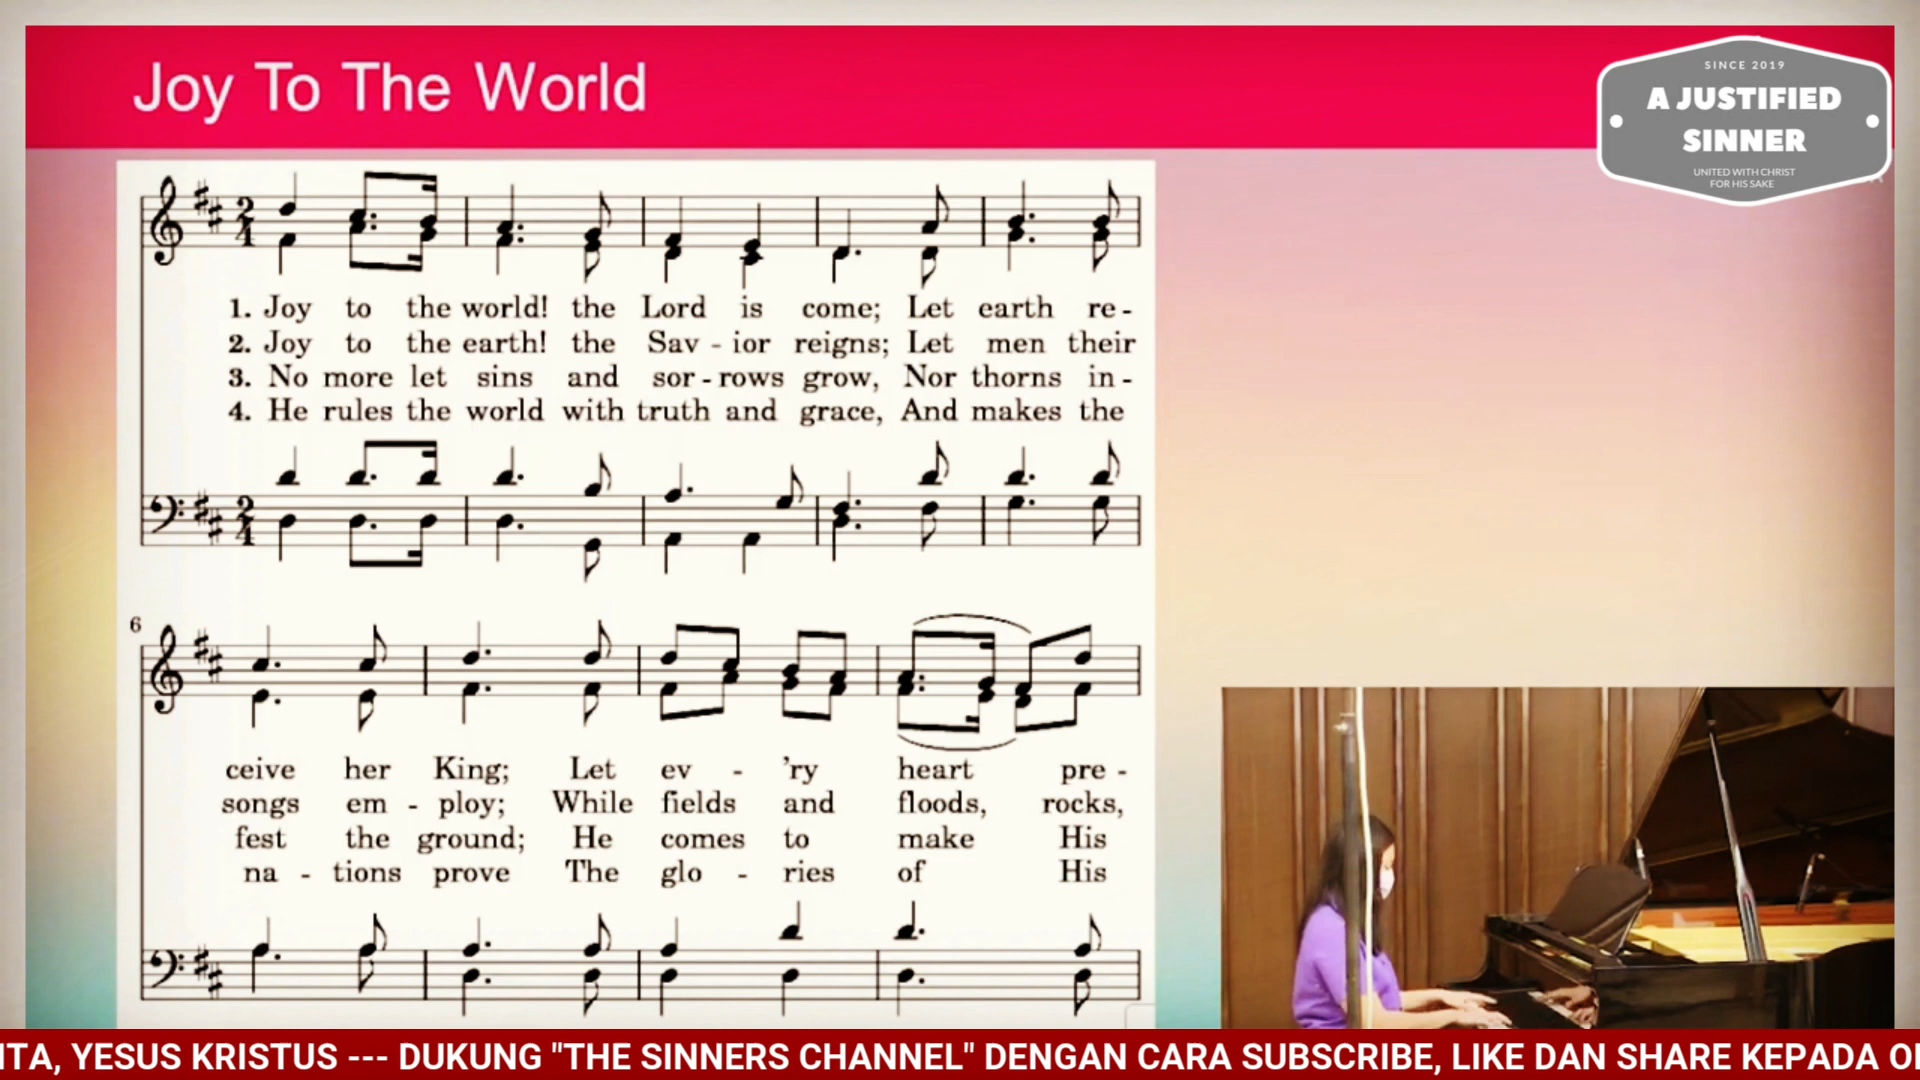 Joy To The World
SINCE 2019
A JUSTIFIED
SINNER
UNITED WITH CHRIST
FOR HIS SAKE
2
4
1. Joy to the world! the Lord is come; Let earth re-
2. Joy to the earth! the Sav - ior reigns; Let men their
3. No more let sins and sor - rows grow, Nor thorns in-
4. He rules the world with truth and grace, And makes the
2
4
6
ceive her King; Let ev - 'ry heart pre -
songs em - ploy; While fields and floods, rocks,
fest the ground; He comes to make His
na - tions prove The glo - ries of His
YESUS KRISTUS --- DUKUNG "THE SINNERS CHANNEL" DENGAN CARA SUBSCRIBE, LIKE DAN SHARE KEPADA